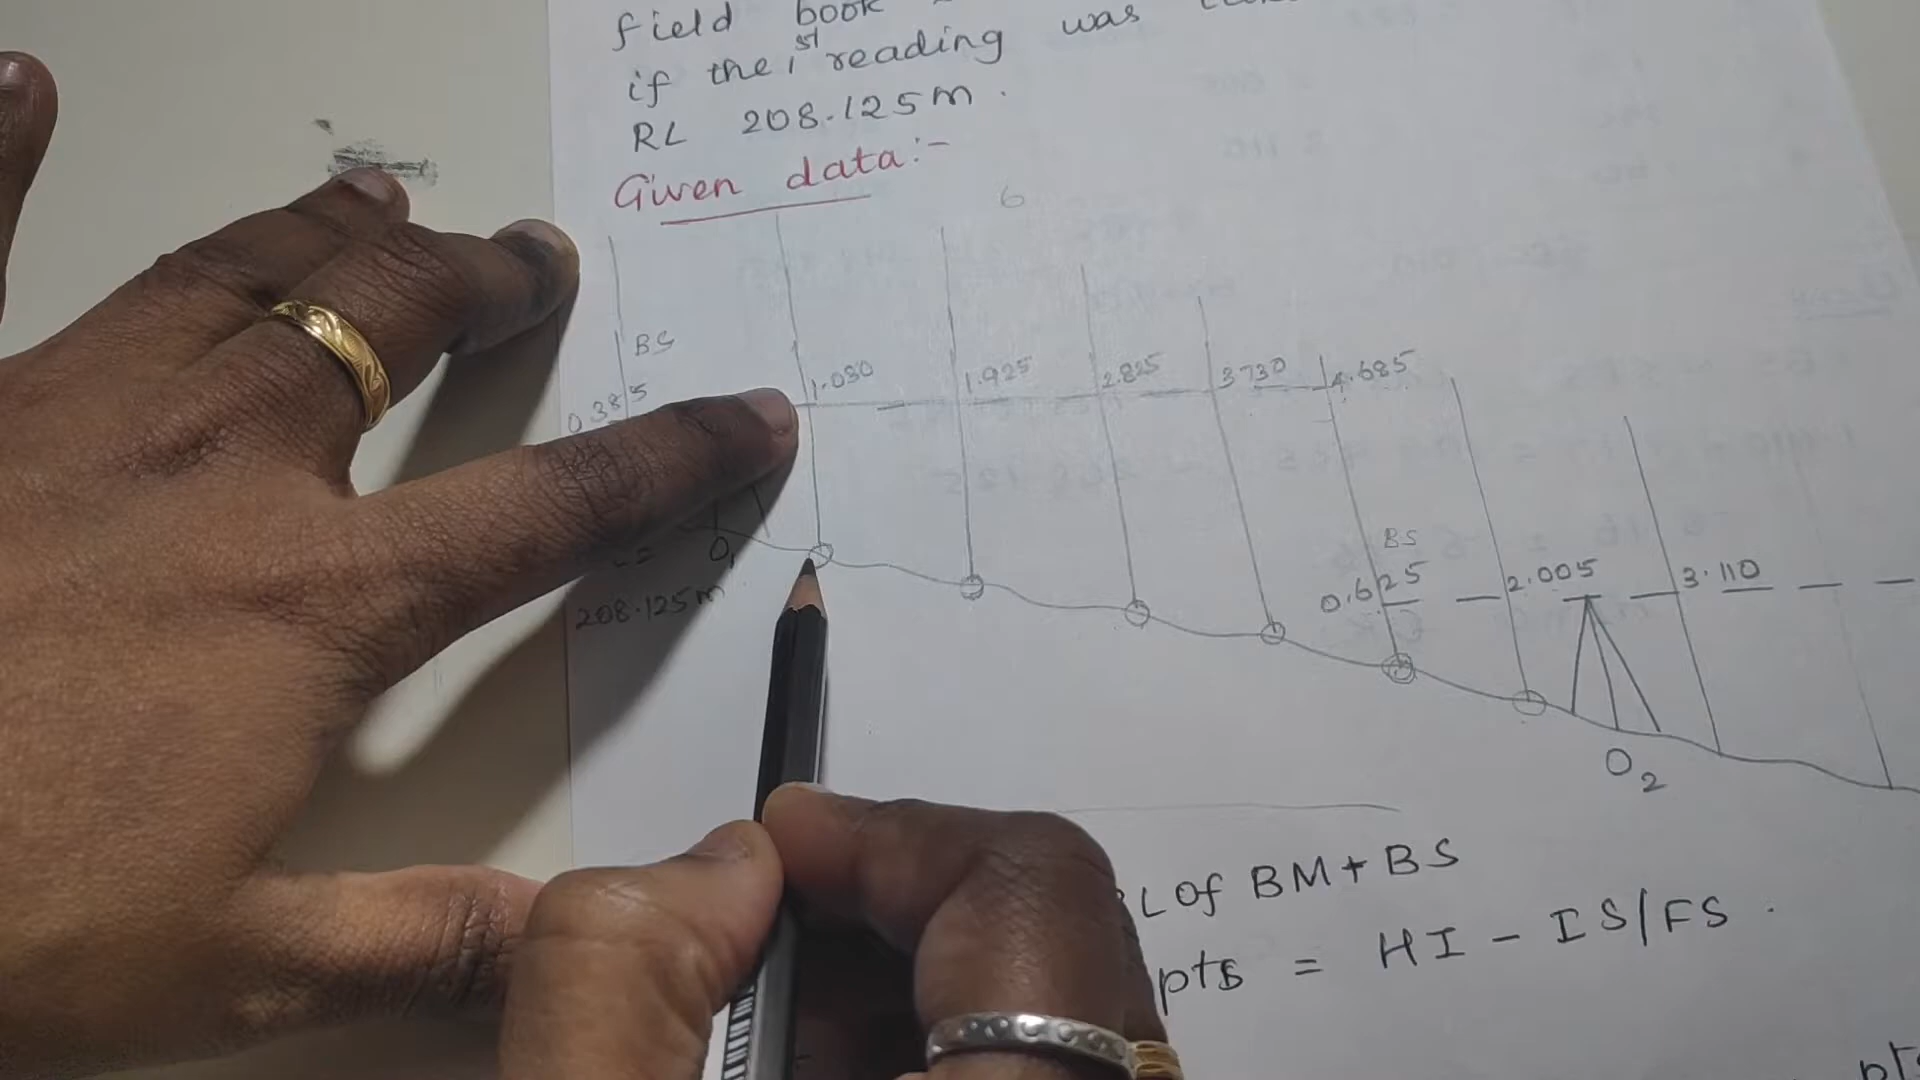 field book
if the 1st reading was
RL 208.125m.
Given data:-
6
BS
0.385
1.030
1.925
2.825
3.730
4.685
BS
0.625
2.005
3.110
O1
208.125m
O2
RL of BM + BS
pts = HI - IS/FS.
pts